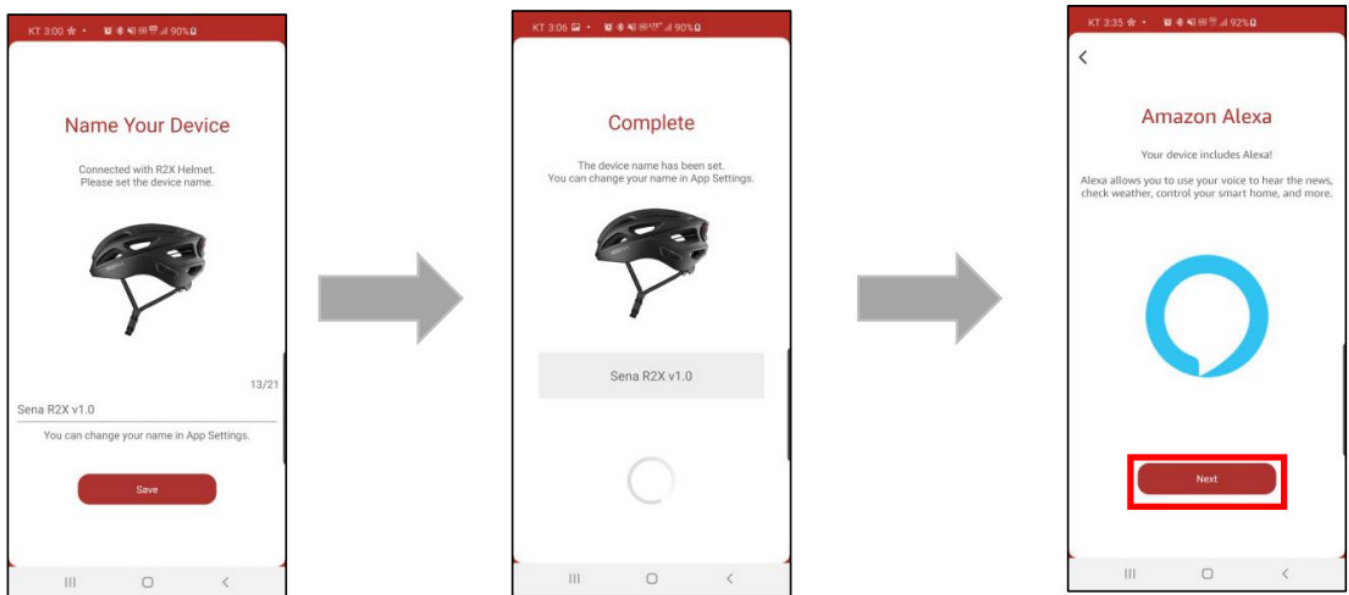 KT 3:00
90%
Name Your Device
Connected with R2X Helmet.
Please set the device name.
13/21
Sena R2X v1.0
You can change your name in App Settings.
Save
KT 3:06
90%
Complete
The device name has been set.
You can change your name in App Settings.
Sena R2X v1.0
KT 3:35
92%
Amazon Alexa
Your device includes Alexa!
Alexa allows you to use your voice to hear the news,
check weather, control your smart home, and more.
Next